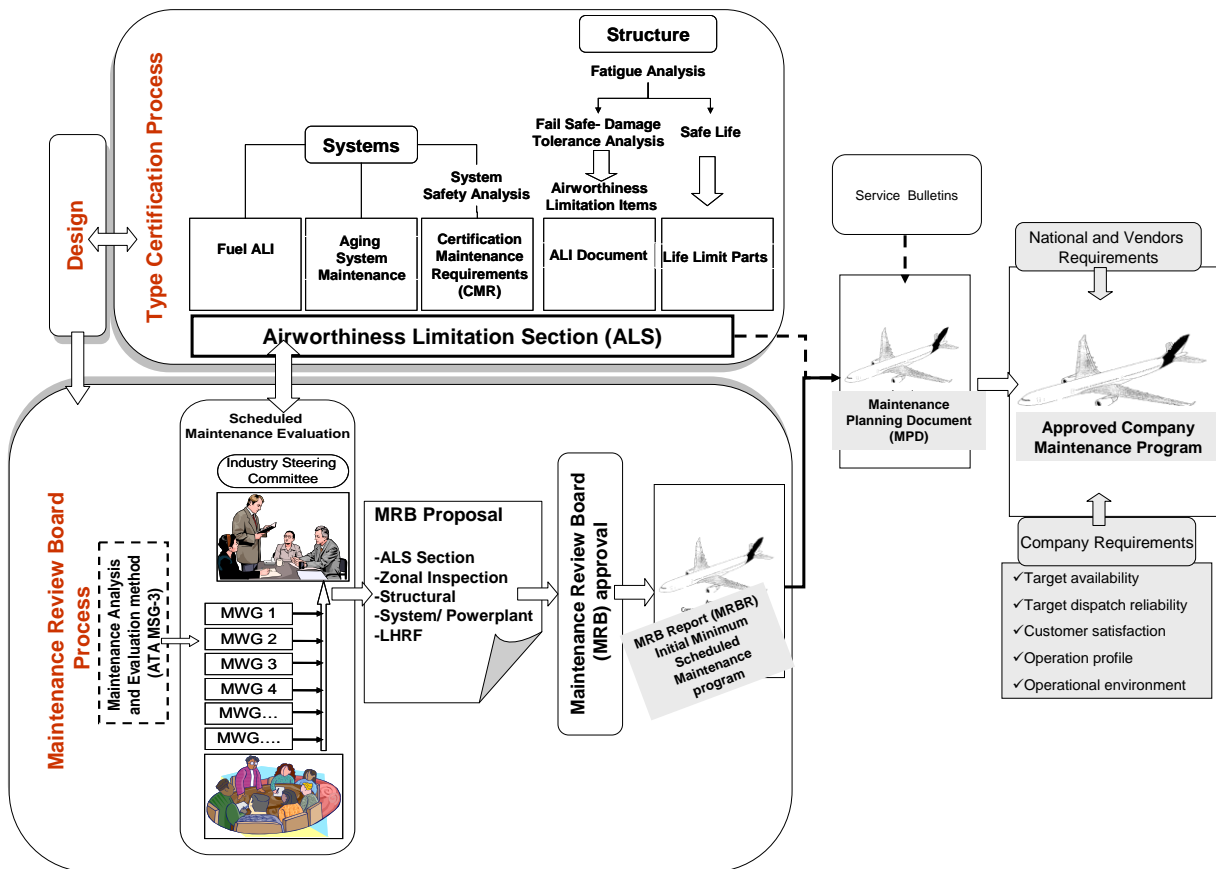 Structure
Fatigue Analysis
Fail Safe- Damage
Tolerance Analysis
Safe Life
Systems
System
Safety Analysis
Airworthiness
Limitation Items
Fuel ALI
Aging
System
Maintenance
Certification
Maintenance
Requirements
(CMR)
ALI Document
Life Limit Parts
Airworthiness Limitation Section (ALS)
Type Certification Process
Design
Service Bulletins
Maintenance
Planning Document
(MPD)
National and Vendors
Requirements
Approved Company
Maintenance Program
Company Requirements
✓Target availability
✓Target dispatch reliability
✓Customer satisfaction
✓Operation profile
✓Operational environment
Maintenance Review Board
Process
Maintenance Analysis
and Evaluation method
(ATA MSG-3)
Scheduled
Maintenance Evaluation
Industry Steering
Committee
MWG 1
MWG 2
MWG 3
MWG 4
MWG...
MWG....
MRB Proposal
-ALS Section
-Zonal Inspection
-Structural
-System/ Powerplant
-LHRF
Maintenance Review Board
(MRB) approval
MRB Report (MRBR)
Initial Minimum
Scheduled
Maintenance
program